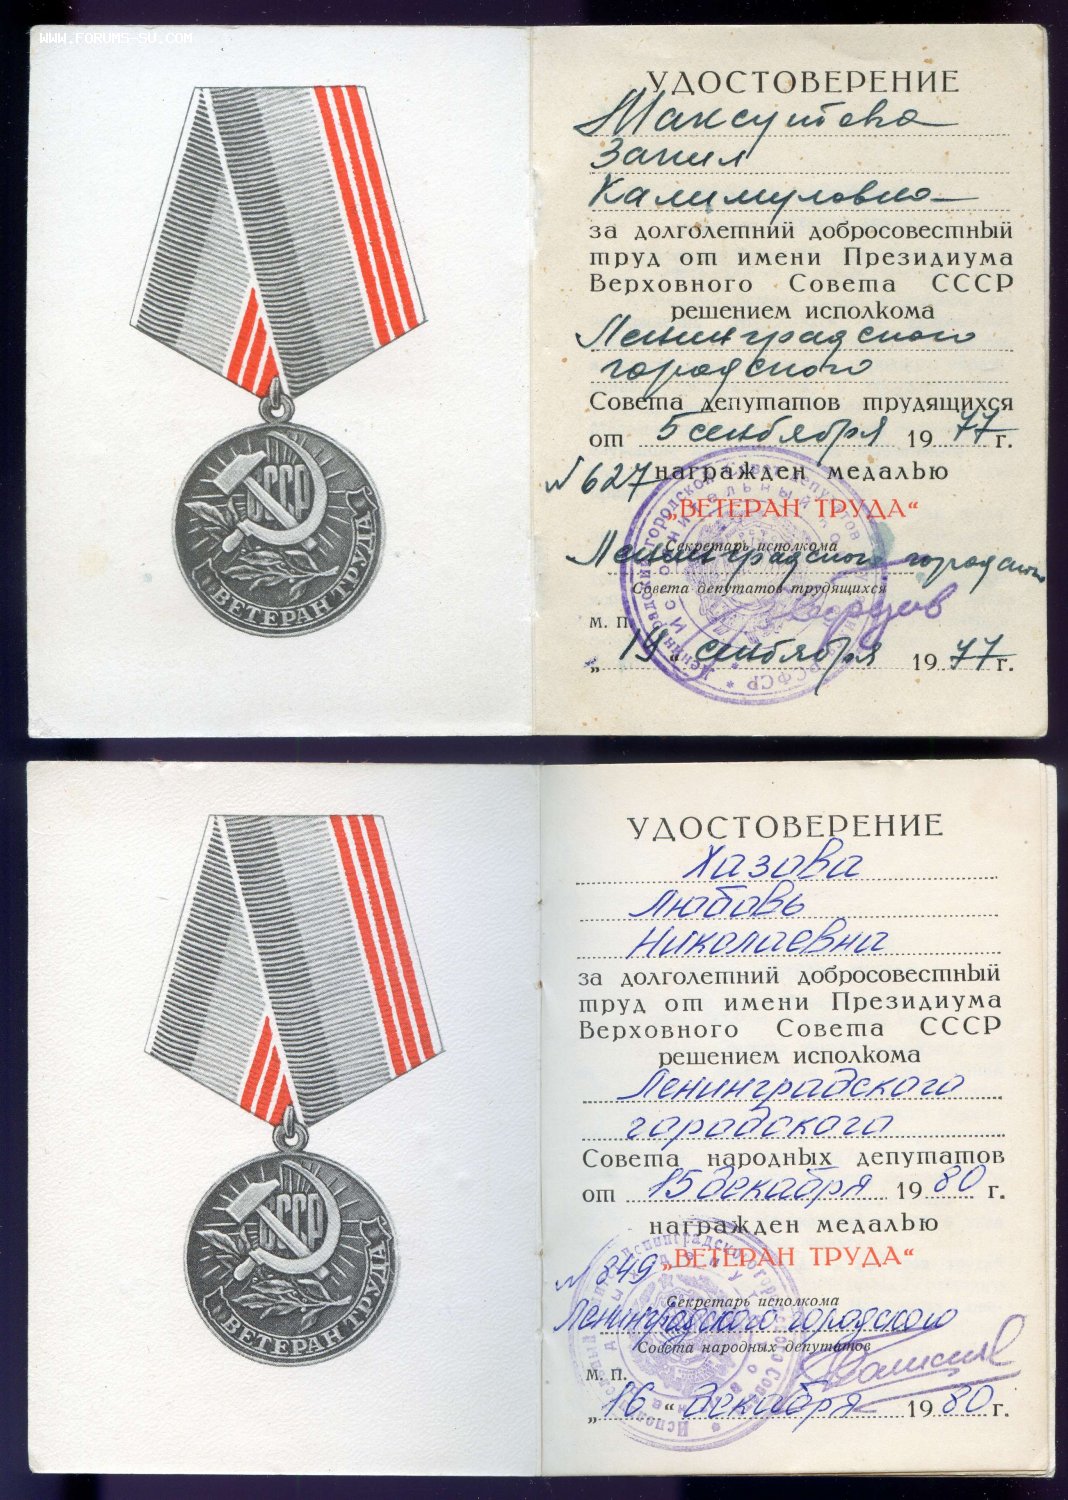 WWW.FORUMS-SU.COM
УДОСТОВЕРЕНИЕ
Максутова
Калимуловна
за долголетний добросовестный
труд от имени Президиума
Верховного Совета СССР
решением исполкома
Ленинградского
городского
Совета депутатов трудящихся
от 5 сентября 1977 г.
№ 627 награжден медалью
„ВЕТЕРАН ТРУДА“
Секретарь исполкома
Ленинградского городского
Совета депутатов трудящихся
М. П.
„19“ сентября 1977 г.
СССР
ВЕТЕРАН ТРУДА
УДОСТОВЕРЕНИЕ
Хазова
Любовь
Николаевна
за долголетний добросовестный
труд от имени Президиума
Верховного Совета СССР
решением исполкома
Ленинградского
городского
Совета народных депутатов
от 15 декабря 1980 г.
награжден медалью
№ 849 „ВЕТЕРАН ТРУДА“
Секретарь исполкома
Ленинградского городского
Совета народных депутатов
М. П.
„16“ декабря 1980 г.
СССР
ВЕТЕРАН ТРУДА